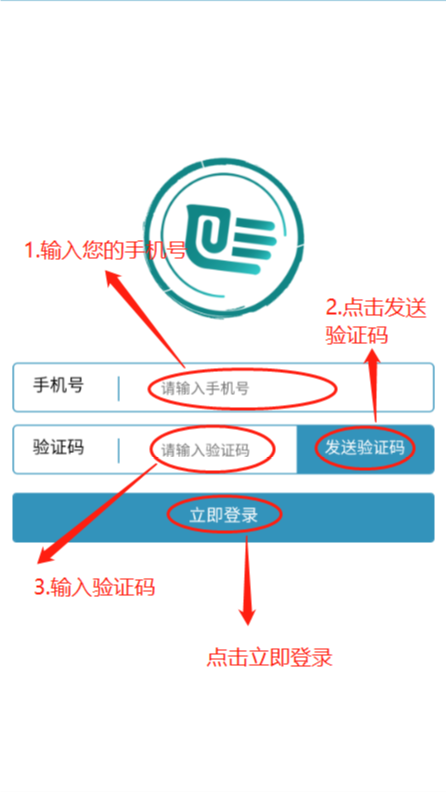 1.输入您的手机号
2.点击发送
验证码
手机号
请输入手机号
验证码
请输入验证码
发送验证码
立即登录
3.输入验证码
点击立即登录